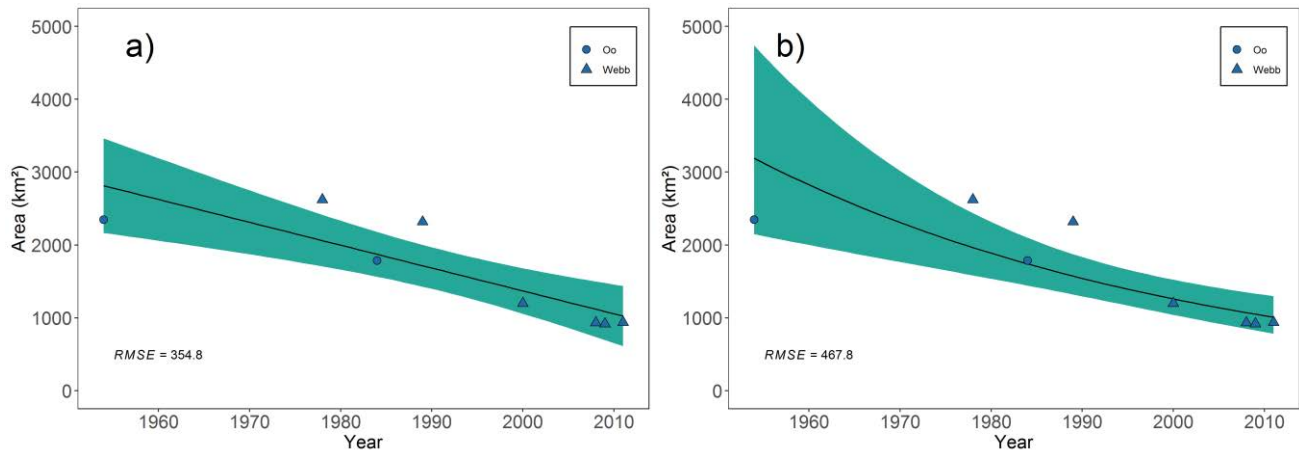 a)
Oo
Webb
5000
4000
3000
2000
1000
0
Area (km²)
RMSE = 354.8
1960 1970 1980 1990 2000 2010
Year
b)
Oo
Webb
5000
4000
3000
2000
1000
0
Area (km²)
RMSE = 467.8
1960 1970 1980 1990 2000 2010
Year